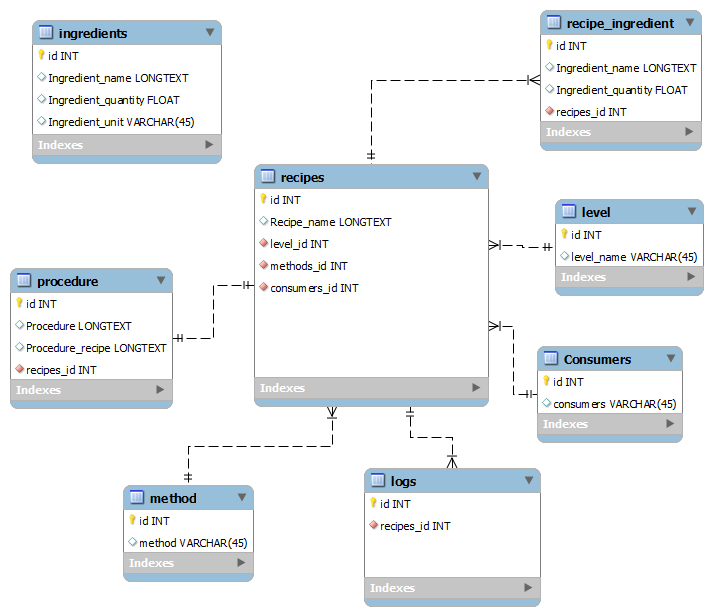 ingredients
id INT
Ingredient_name LONGTEXT
Ingredient_quantity FLOAT
Ingredient_unit VARCHAR(45)
Indexes
recipe_ingredient
id INT
Ingredient_name LONGTEXT
Ingredient_quantity FLOAT
recipes_id INT
Indexes
recipes
id INT
Recipe_name LONGTEXT
level_id INT
methods_id INT
consumers_id INT
Indexes
level
id INT
level_name VARCHAR(45)
Indexes
procedure
id INT
Procedure LONGTEXT
Procedure_recipe LONGTEXT
recipes_id INT
Indexes
Consumers
id INT
consumers VARCHAR(45)
Indexes
method
id INT
method VARCHAR(45)
Indexes
logs
id INT
recipes_id INT
Indexes